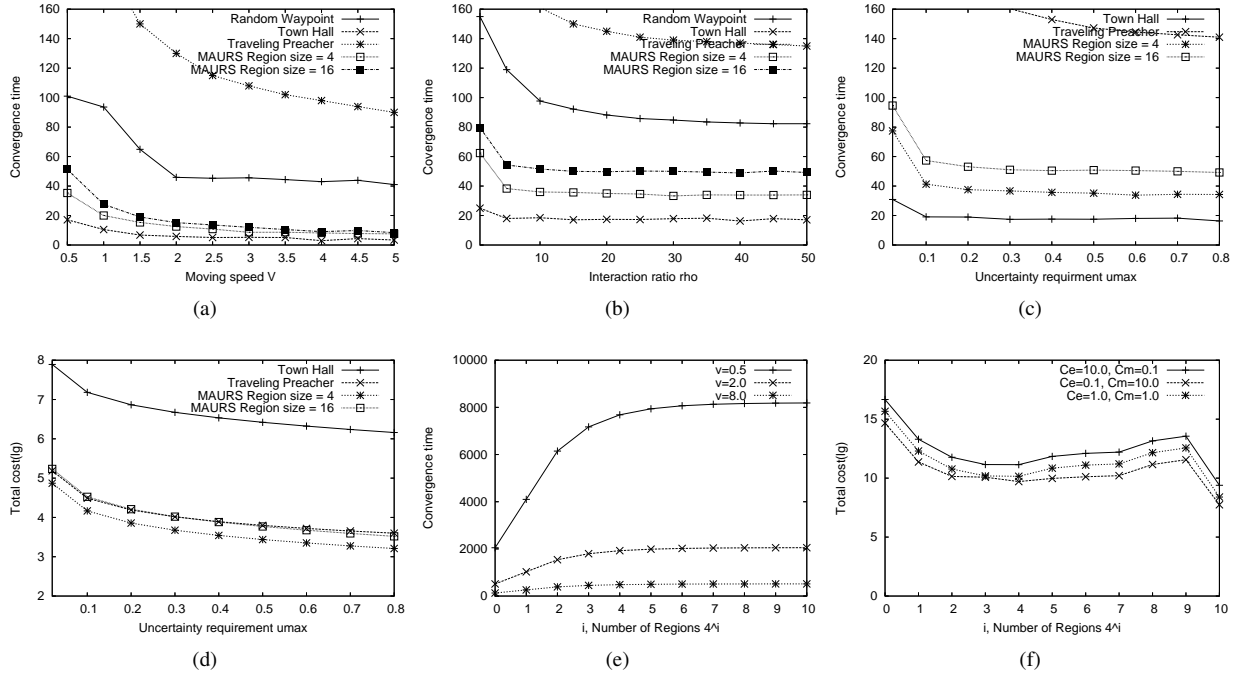 160
140
120
100
80
60
40
20
0
Convergence time
0.5 1 1.5 2 2.5 3 3.5 4 4.5 5
Moving speed V
Random Waypoint
Town Hall
Traveling Preacher
MAURS Region size = 4
MAURS Region size = 16
(a)
160
140
120
100
80
60
40
20
0
Covergence time
10 20 30 40 50
Interaction ratio rho
Random Waypoint
Town Hall
Traveling Preacher
MAURS Region size = 4
MAURS Region size = 16
(b)
160
140
120
100
80
60
40
20
0
Convergence time
0.1 0.2 0.3 0.4 0.5 0.6 0.7 0.8
Uncertainty requirment umax
Town Hall
Traveling Preacher
MAURS Region size = 4
MAURS Region size = 16
(c)
8
7
6
5
4
3
2
Total cost(lg)
0.1 0.2 0.3 0.4 0.5 0.6 0.7 0.8
Uncertainty requirement umax
Town Hall
Traveling Preacher
MAURS Region size = 4
MAURS Region size = 16
(d)
10000
8000
6000
4000
2000
0
Convergence time
0 1 2 3 4 5 6 7 8 9 10
i, Number of Regions 4^i
v=0.5
v=2.0
v=8.0
(e)
20
15
10
5
0
Total cost(lg)
0 1 2 3 4 5 6 7 8 9 10
i, Number of Regions 4^i
Ce=10.0, Cm=0.1
Ce=0.1, Cm=10.0
Ce=1.0, Cm=1.0
(f)